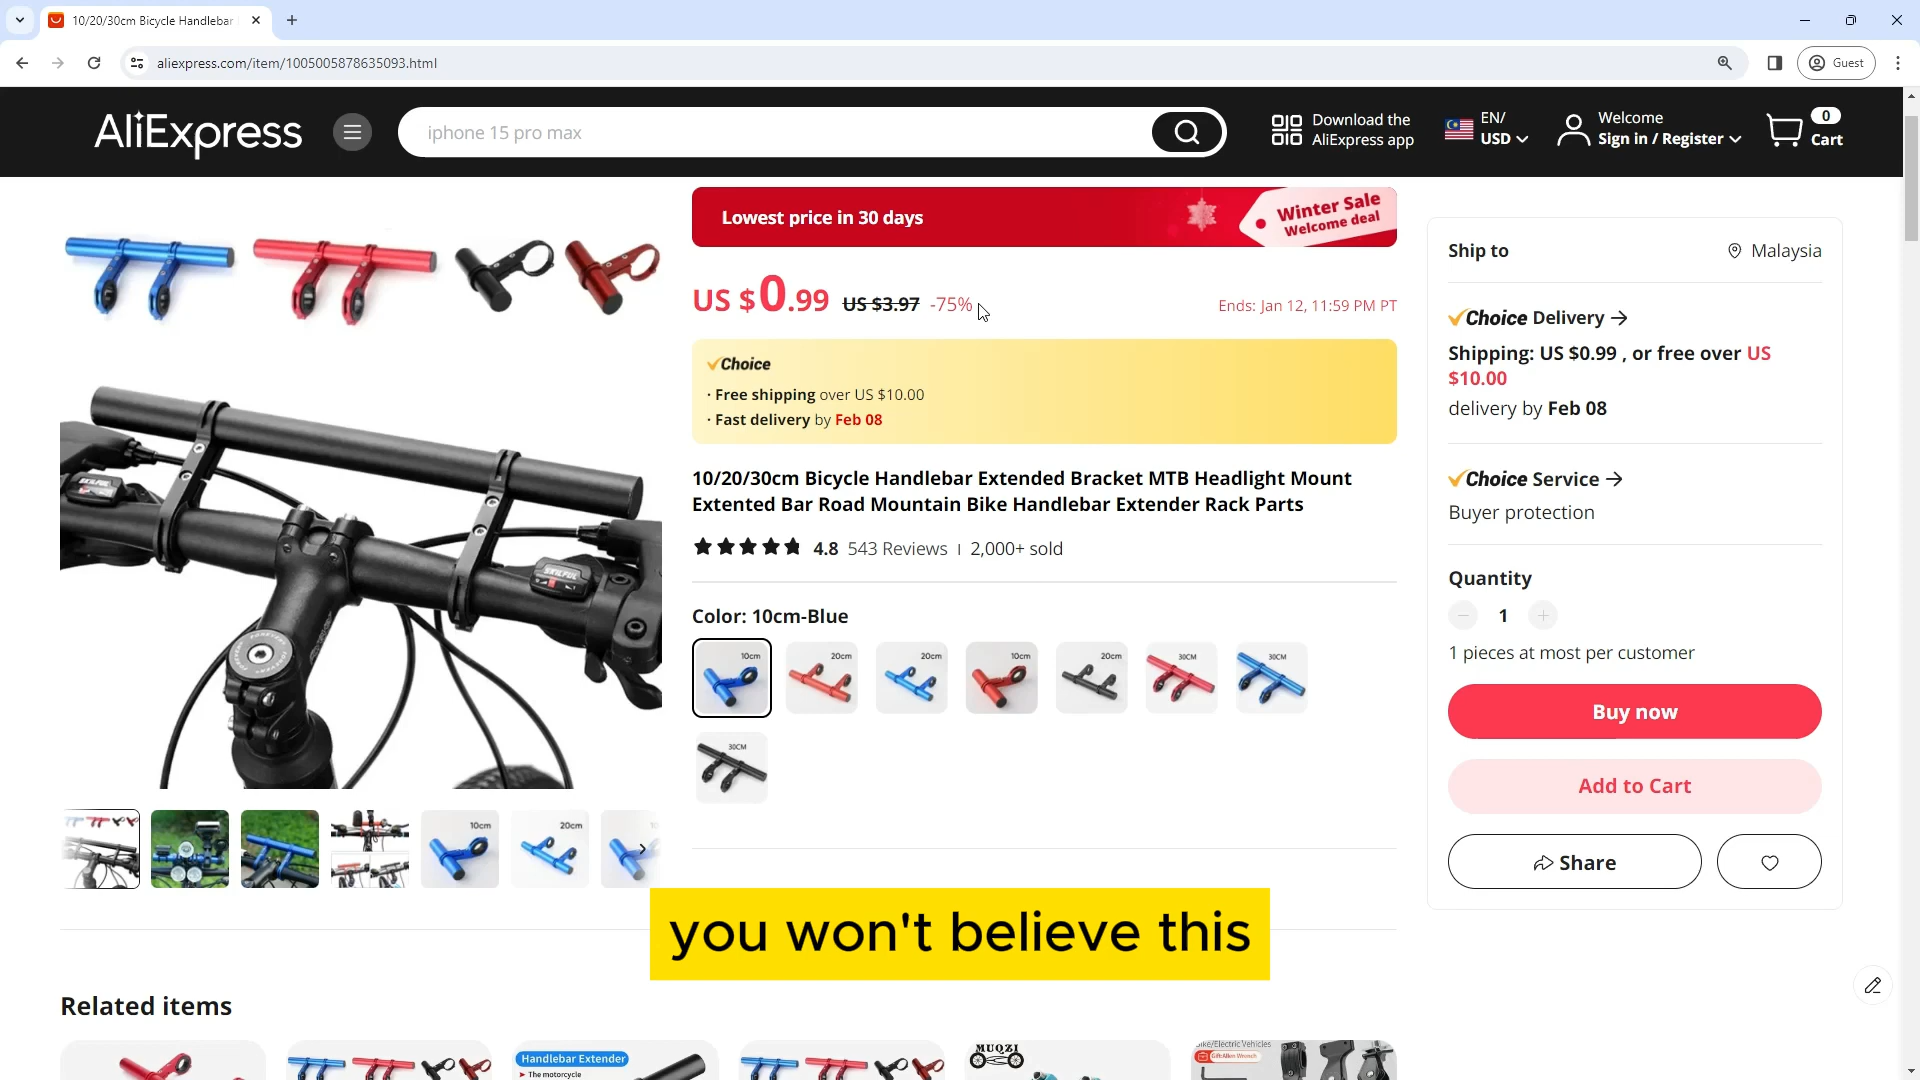 10/20/30cm Bicycle Handlebar
aliexpress.com/item/1005005878635093.html
Guest
AliExpress
iphone 15 pro max
Download the
AliExpress app
EN/
USD
Welcome
Sign in / Register
0
Cart
Lowest price in 30 days
Winter Sale
Welcome deal
US $0.99 US $3.97 -75%
Ends: Jan 12, 11:59 PM PT
Choice
· Free shipping over US $10.00
· Fast delivery by Feb 08
10/20/30cm Bicycle Handlebar Extended Bracket MTB Headlight Mount
Extented Bar Road Mountain Bike Handlebar Extender Rack Parts
4.8 543 Reviews 2,000+ sold
Color: 10cm-Blue
10cm
20cm
20cm
10cm
20cm
30CM
30CM
30CM
Ship to
Malaysia
Choice Delivery
Shipping: US $0.99 , or free over US
$10.00
delivery by Feb 08
Choice Service
Buyer protection
Quantity
1
1 pieces at most per customer
Buy now
Add to Cart
Share
SKILFUL
SKILFUL
10cm
20cm
you won't believe this
Related items
Handlebar Extender
The motorcycle
MUQZI
Bike/Electric Vehicles
Gift:Allen Wrench